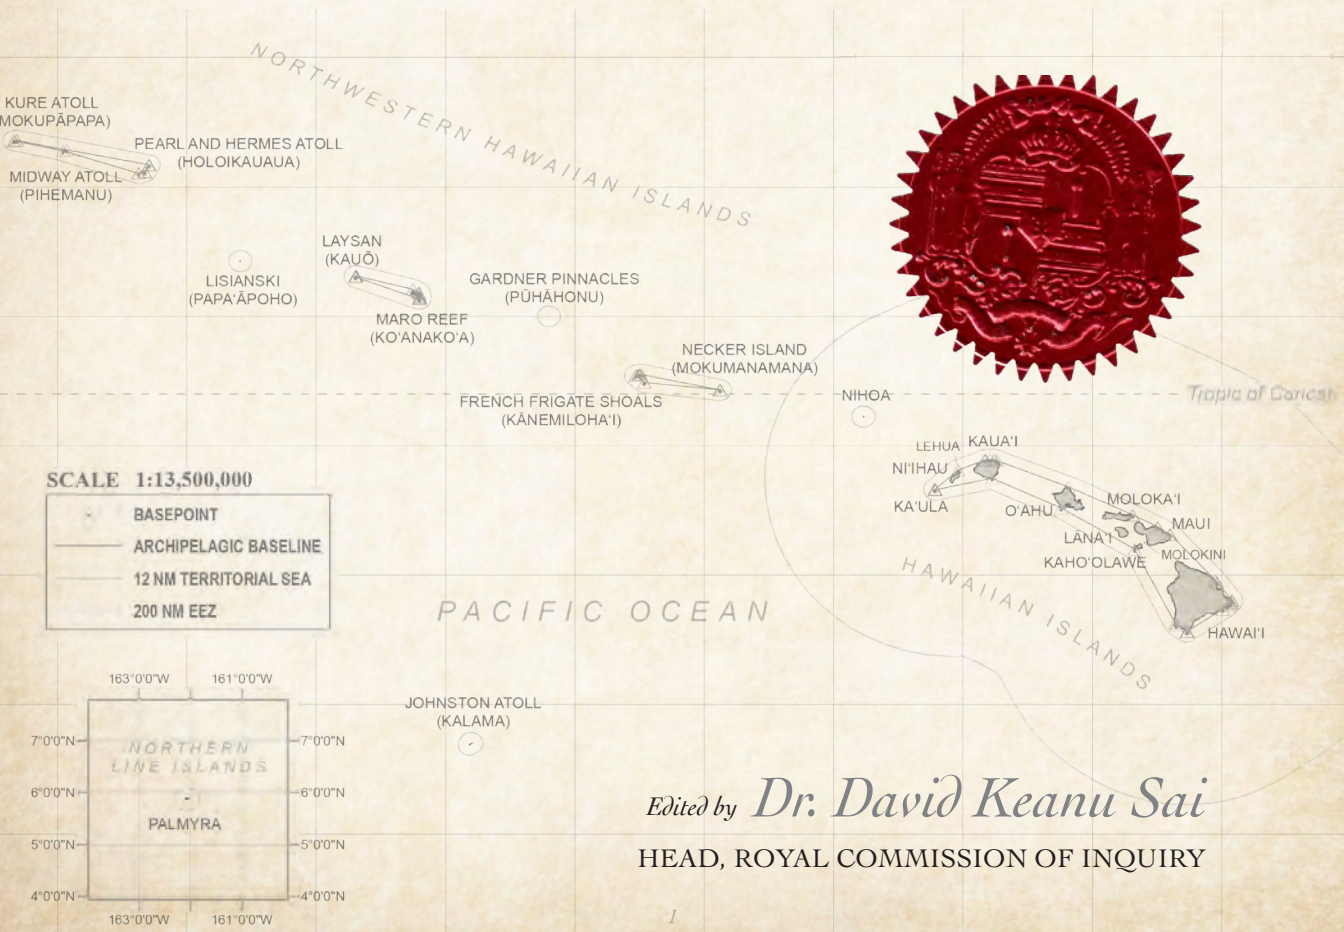 NORTHWESTERN HAWAIIAN ISLANDS
KURE ATOLL
MOKUPĀPAPA)
PEARL AND HERMES ATOLL
(HOLOIKAUAUA)
MIDWAY ATOLL
(PIHEMANU)
LAYSAN
(KAUŌ)
LISIANSKI
(PAPAʻĀPOHO)
GARDNER PINNACLES
(PŪHĀHONU)
MARO REEF
(KOʻANAKOʻA)
NECKER ISLAND
(MOKUMANAMANA)
FRENCH FRIGATE SHOALS
(KĀNEMILOHAʻI)
NIHOA
Tropic of Cancer
LEHUA
KAUAʻI
NIʻIHAU
KAʻULA
OʻAHU
MOLOKAʻI
MAUI
LĀNAʻI
MOLOKINI
KAHOʻOLAWE
HAWAIʻI
HAWAIIAN ISLANDS
SCALE 1:13,500,000
BASEPOINT
ARCHIPELAGIC BASELINE
12 NM TERRITORIAL SEA
200 NM EEZ
PACIFIC OCEAN
JOHNSTON ATOLL
(KALAMA)
163°0'0"W 161°0'0"W
7°0'0"N 7°0'0"N
NORTHERN
LINE ISLANDS
6°0'0"N 6°0'0"N
PALMYRA
5°0'0"N 5°0'0"N
4°0'0"N 4°0'0"N
163°0'0"W 161°0'0"W
Edited by Dr. David Keanu Sai
HEAD, ROYAL COMMISSION OF INQUIRY
1